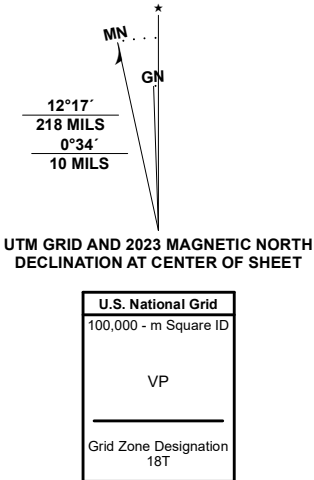 ★
MN
GN
12°17´
218 MILS
0°34´
10 MILS
UTM GRID AND 2023 MAGNETIC NORTH
DECLINATION AT CENTER OF SHEET
U.S. National Grid
100,000 - m Square ID
VP
Grid Zone Designation
18T